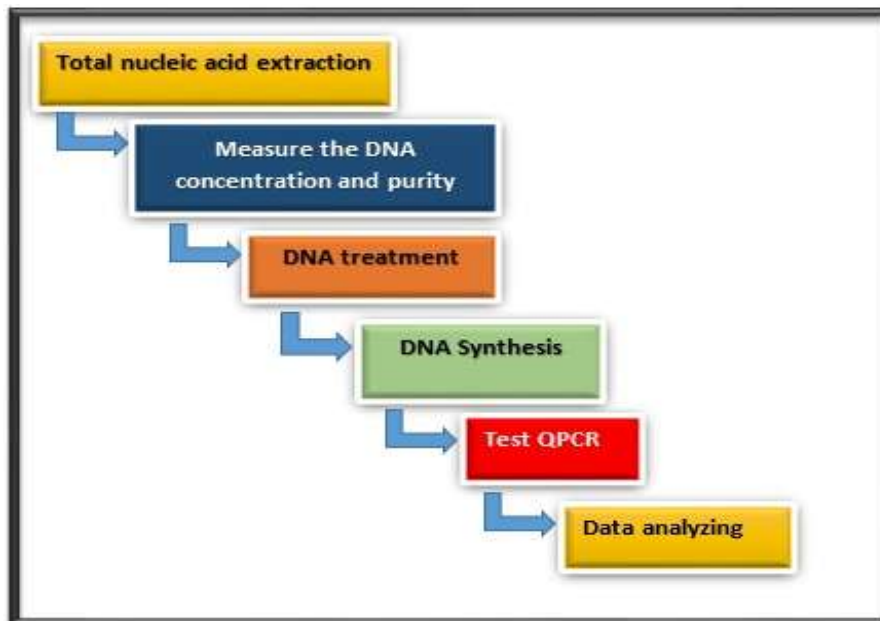 Total nucleic acid extraction
Measure the DNA
concentration and purity
DNA treatment
DNA Synthesis
Test QPCR
Data analyzing